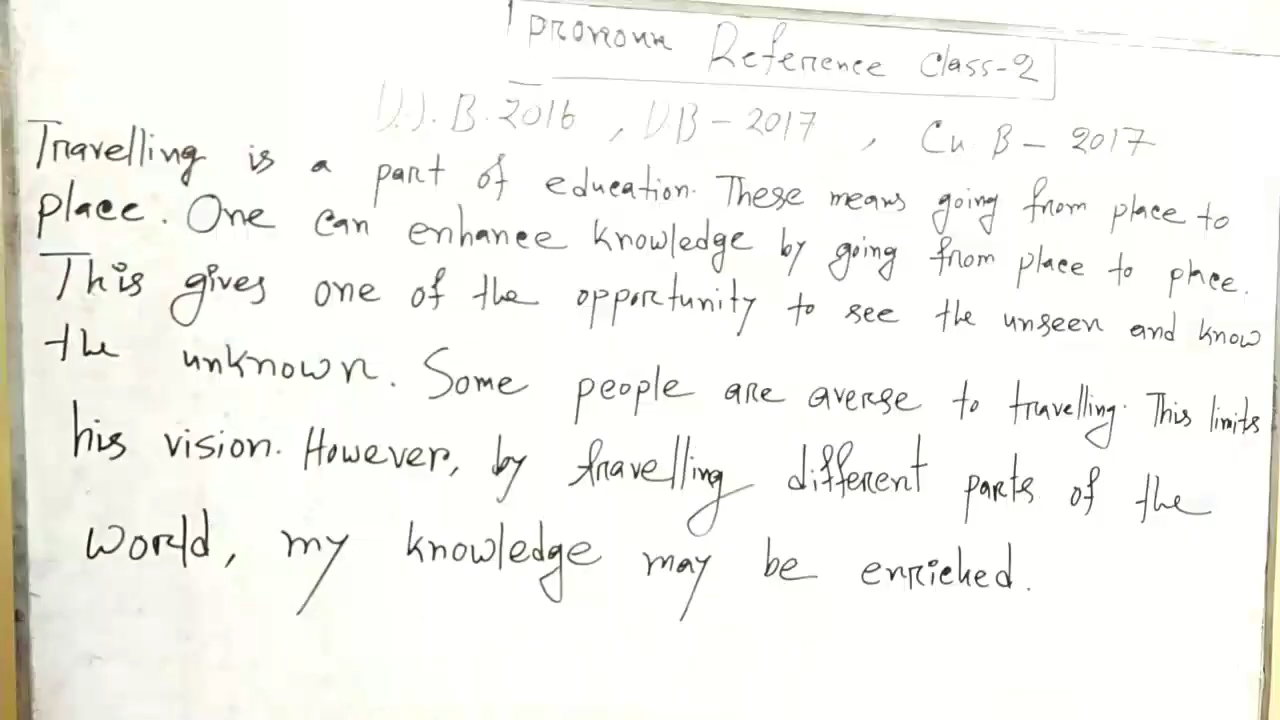 Pronoun Reference Class-2
D.J.B. 2016, DB - 2017, Cu. B - 2017
Travelling is a part of education. These means going from place to
place. One can enhance knowledge by going from place to place.
This gives one of the opportunity to see the unseen and know
the unknown. Some people are averse to travelling. This limits
his vision. However, by travelling different parts of the
world, my knowledge may be enriched.